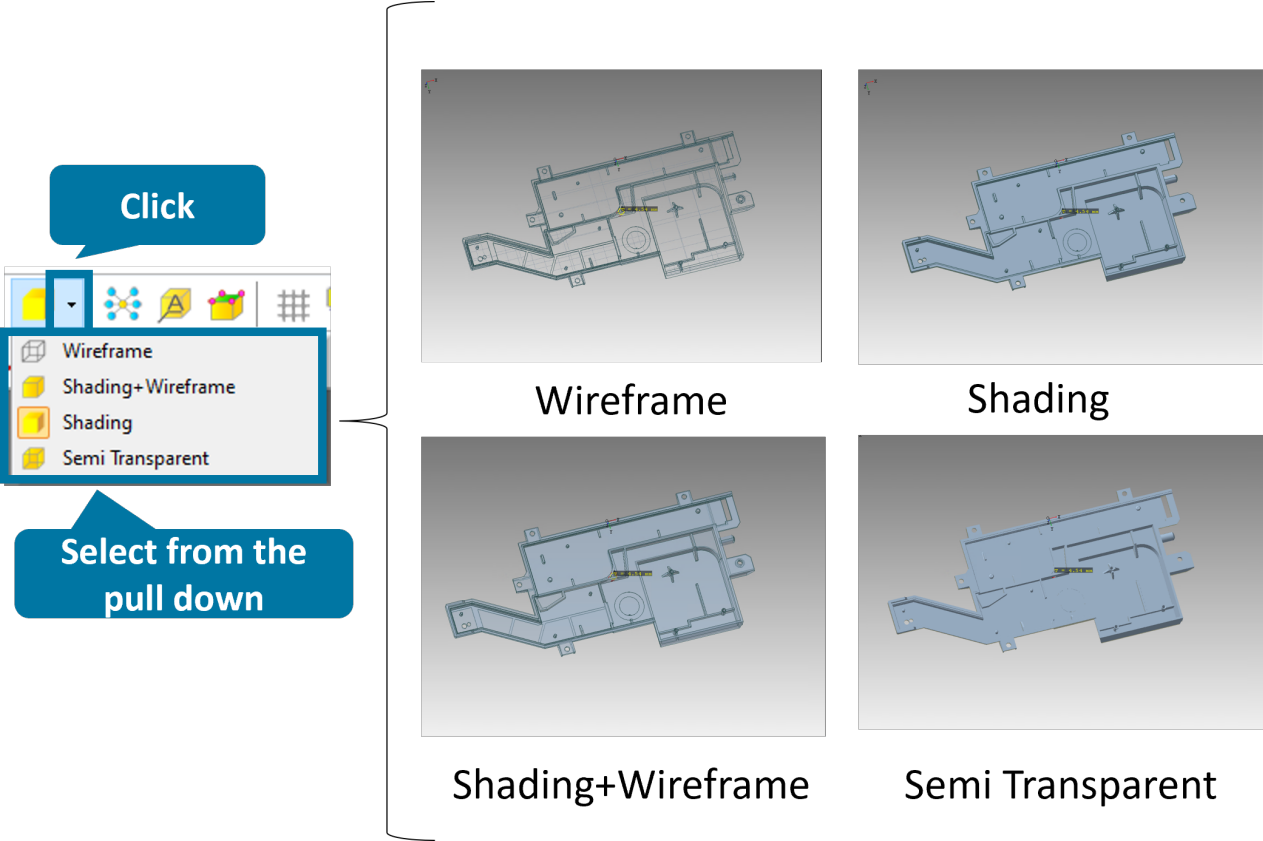 Click
Wireframe
Shading+Wireframe
Shading
Semi Transparent
Select from the
pull down
Wireframe
Shading
Shading+Wireframe
Semi Transparent